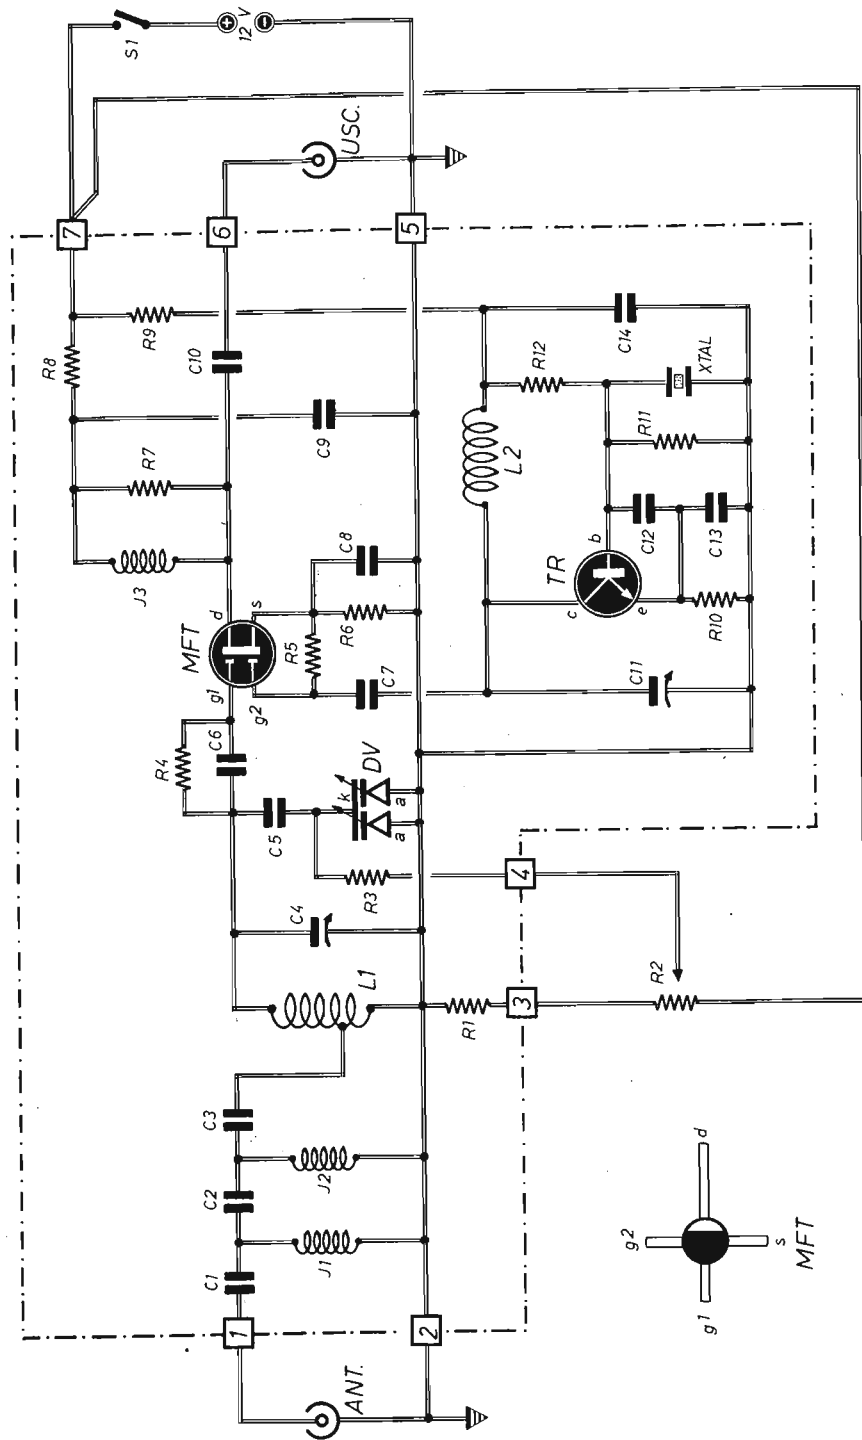 ANT.
1
2
C1
J1
C2
J2
C3
L1
C4
R1
3
R2
R3
4
C5
k
a
a
DV
R4
C6
g1
g2
MFT
d
s
R5
C7
R6
C8
J3
R7
R8
C9
R9
C10
7
6
5
USC.
S1
+
12 V
-
C11
TR
c
b
e
R10
C12
C13
L2
R11
R12
XTAL
C14
g1
g2
d
s
MFT